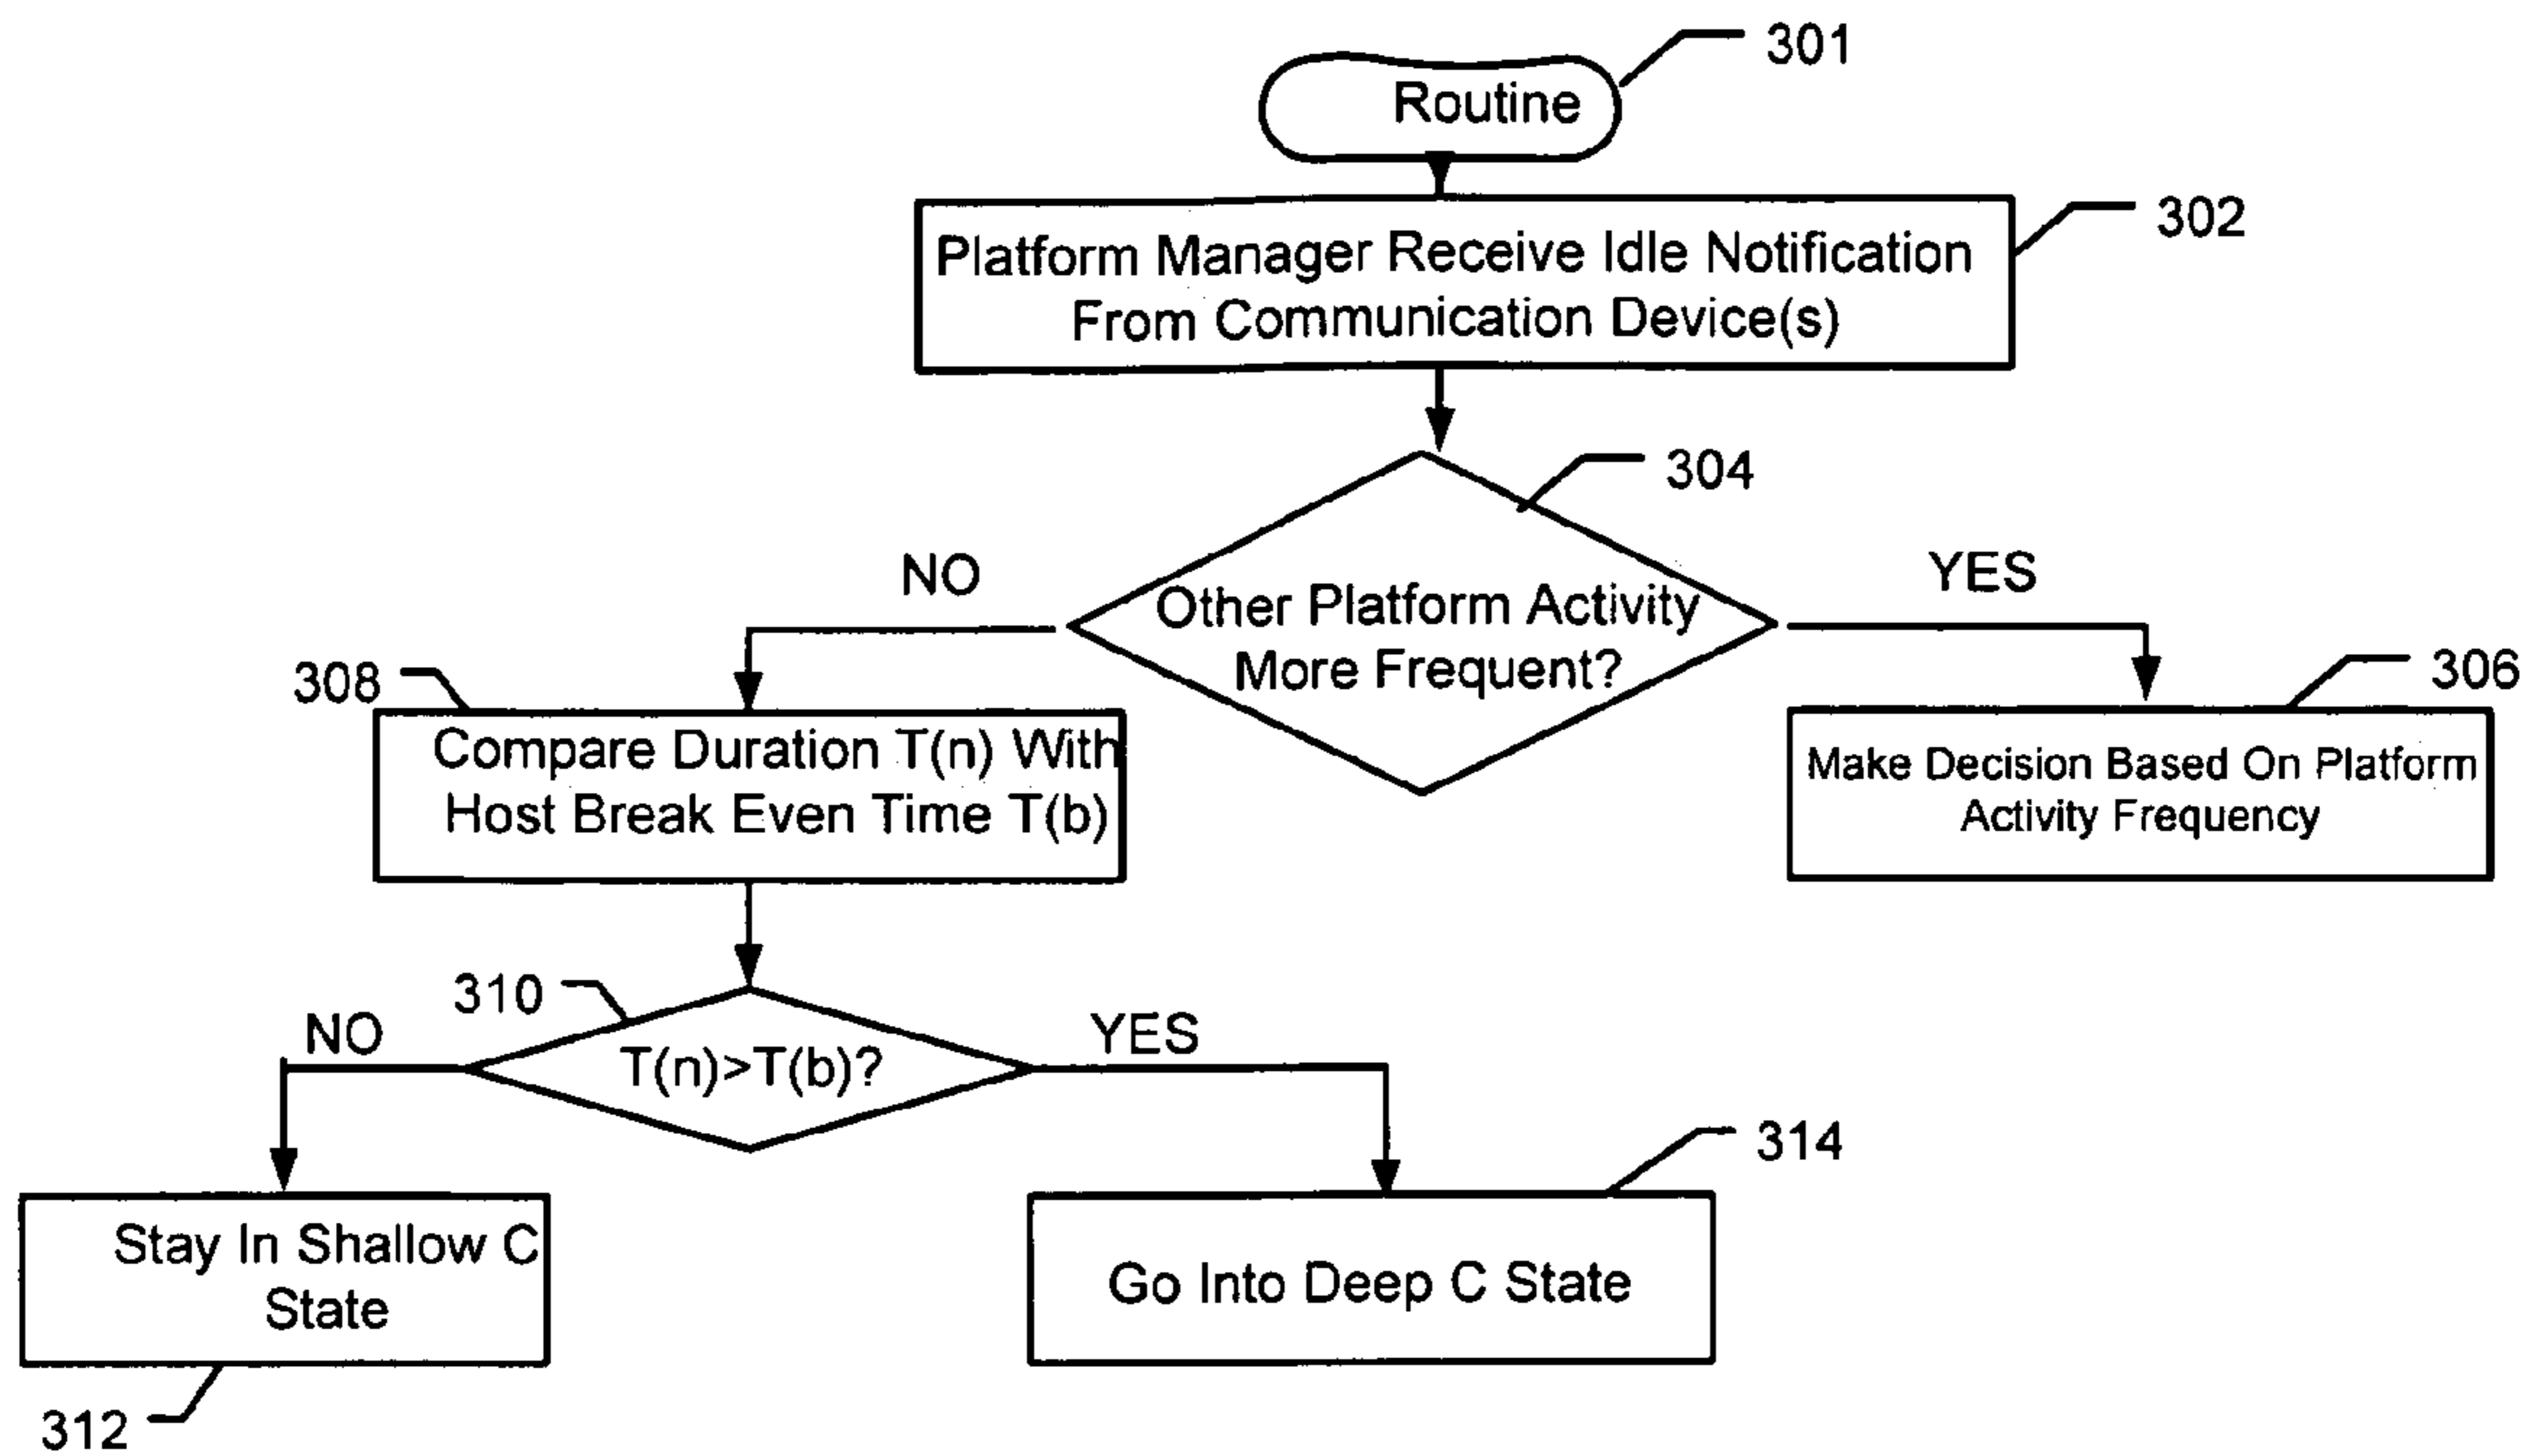 301
Routine
302
Platform Manager Receive Idle Notification
From Communication Device(s)
304
NO
YES
Other Platform Activity
More Frequent?
308
306
Compare Duration T(n) With
Host Break Even Time T(b)
Make Decision Based On Platform
Activity Frequency
310
NO
YES
T(n)>T(b)?
314
Stay In Shallow C
State
Go Into Deep C State
312